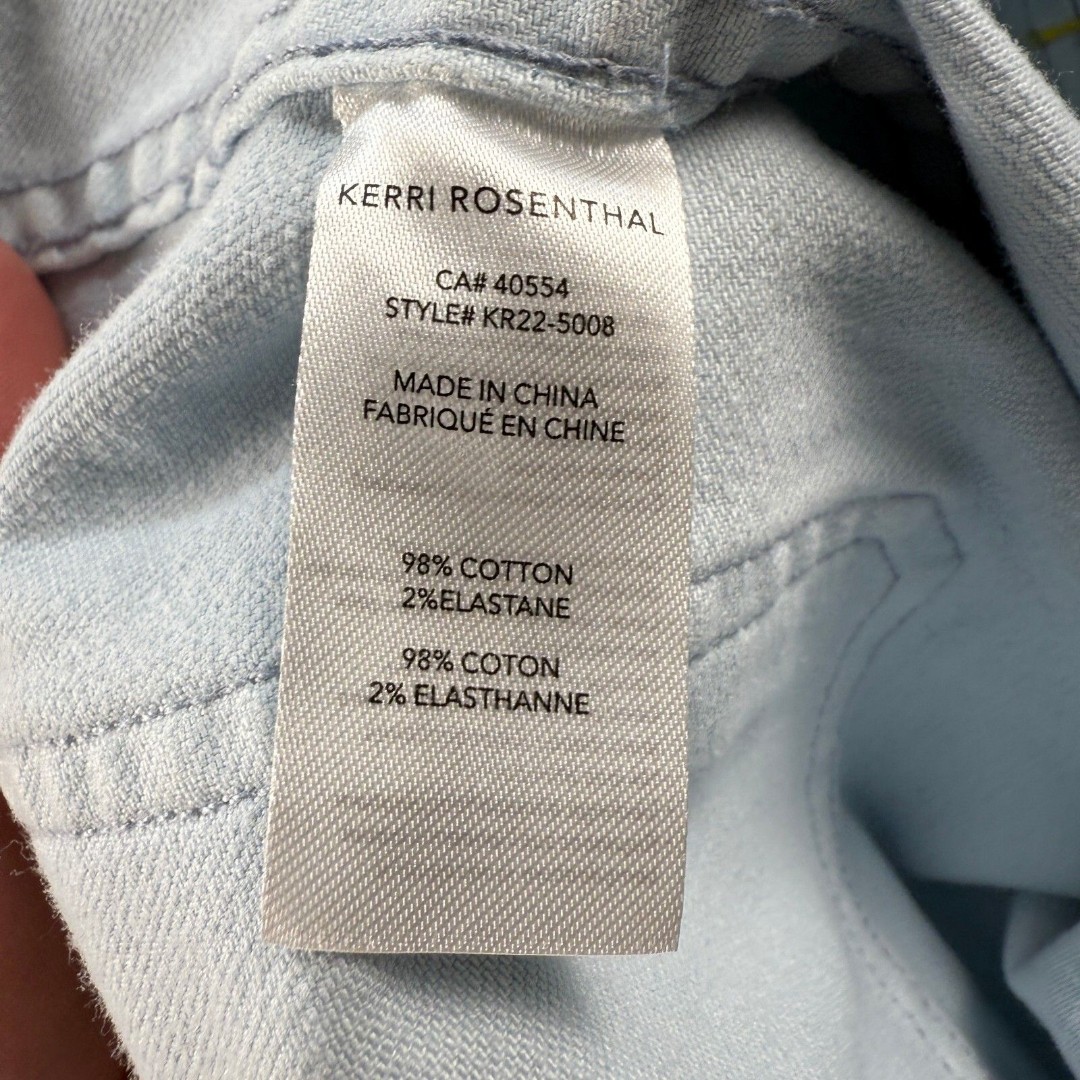 KERRI ROSENTHAL
CA# 40554
STYLE# KR22-5008
MADE IN CHINA
FABRIQUÉ EN CHINE
98% COTTON
2%ELASTANE
98% COTON
2% ELASTHANNE